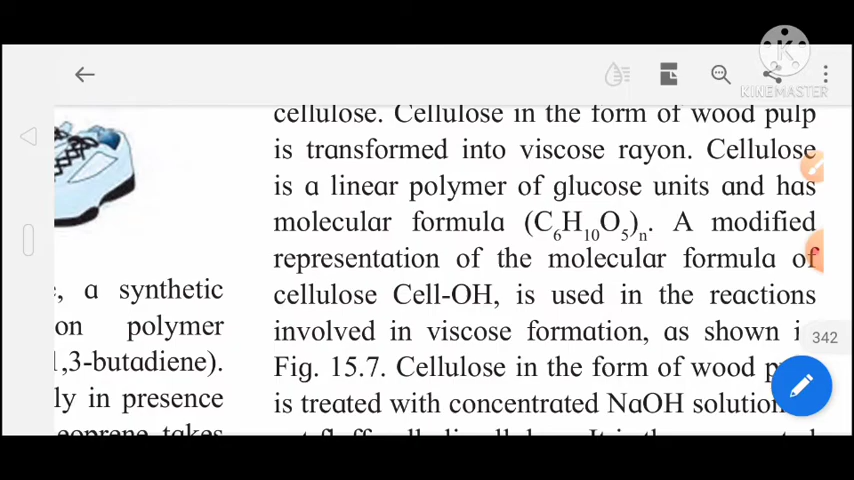 KINEMASTER
cellulose. Cellulose in the form of wood pulp
is transformed into viscose rayon. Cellulose
is a linear polymer of glucose units and has
molecular formula (C6H10O5)n. A modified
representation of the molecular formula of
cellulose Cell-OH, is used in the reactions
involved in viscose formation, as shown i
Fig. 15.7. Cellulose in the form of wood p
is treated with concentrated NaOH solution
342
, a synthetic
on polymer
1,3-butadiene).
ly in presence
takes